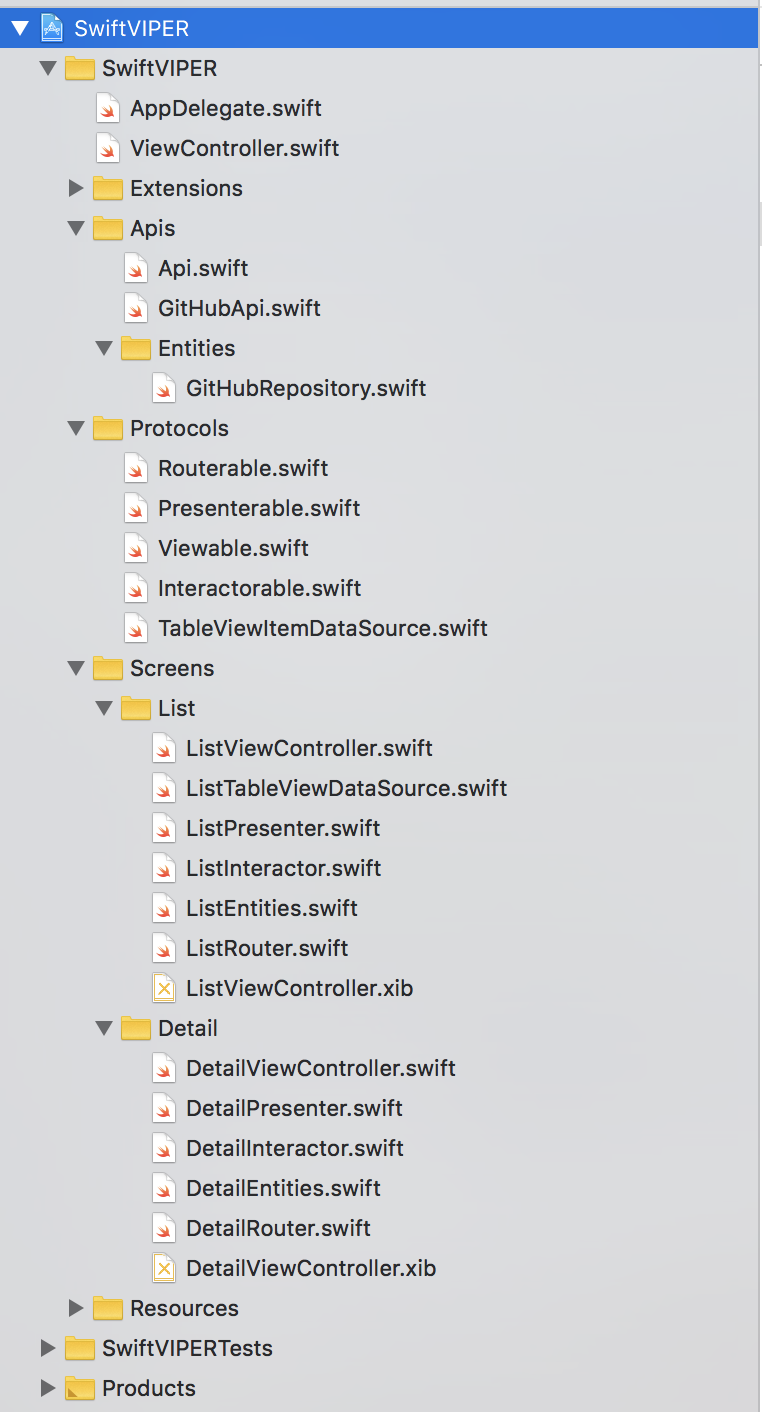 SwiftVIPER
SwiftVIPER
AppDelegate.swift
ViewController.swift
Extensions
Apis
Api.swift
GitHubApi.swift
Entities
GitHubRepository.swift
Protocols
Routerable.swift
Presenterable.swift
Viewable.swift
Interactorable.swift
TableViewItemDataSource.swift
Screens
List
ListViewController.swift
ListTableViewDataSource.swift
ListPresenter.swift
ListInteractor.swift
ListEntities.swift
ListRouter.swift
ListViewController.xib
Detail
DetailViewController.swift
DetailPresenter.swift
DetailInteractor.swift
DetailEntities.swift
DetailRouter.swift
DetailViewController.xib
Resources
SwiftVIPERTests
Products